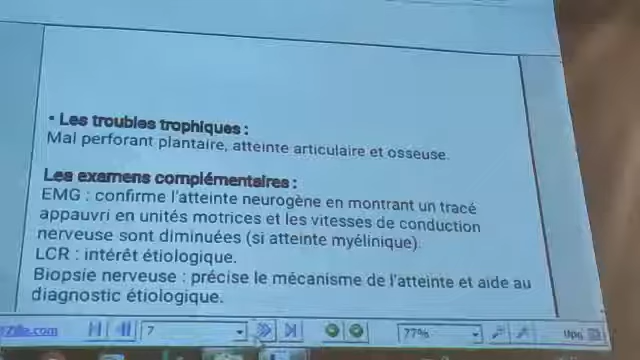 • Les troubles trophiques :
Mal perforant plantaire, atteinte articulaire et osseuse.
Les examens complémentaires :
EMG : confirme l'atteinte neurogène en montrant un tracé
appauvri en unités motrices et les vitesses de conduction
nerveuse sont diminuées (si atteinte myélinique).
LCR : intérêt étiologique.
Biopsie nerveuse : précise le mécanisme de l'atteinte et aide au
diagnostic étiologique.
7 77%